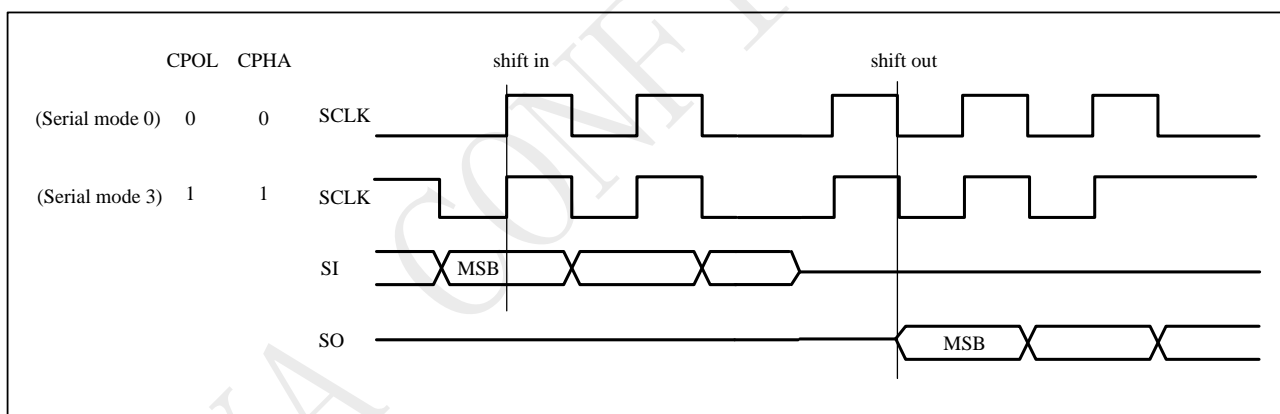 CPOL CPHA shift in shift out
(Serial mode 0) 0 0 SCLK
(Serial mode 3) 1 1 SCLK
SI MSB
SO MSB